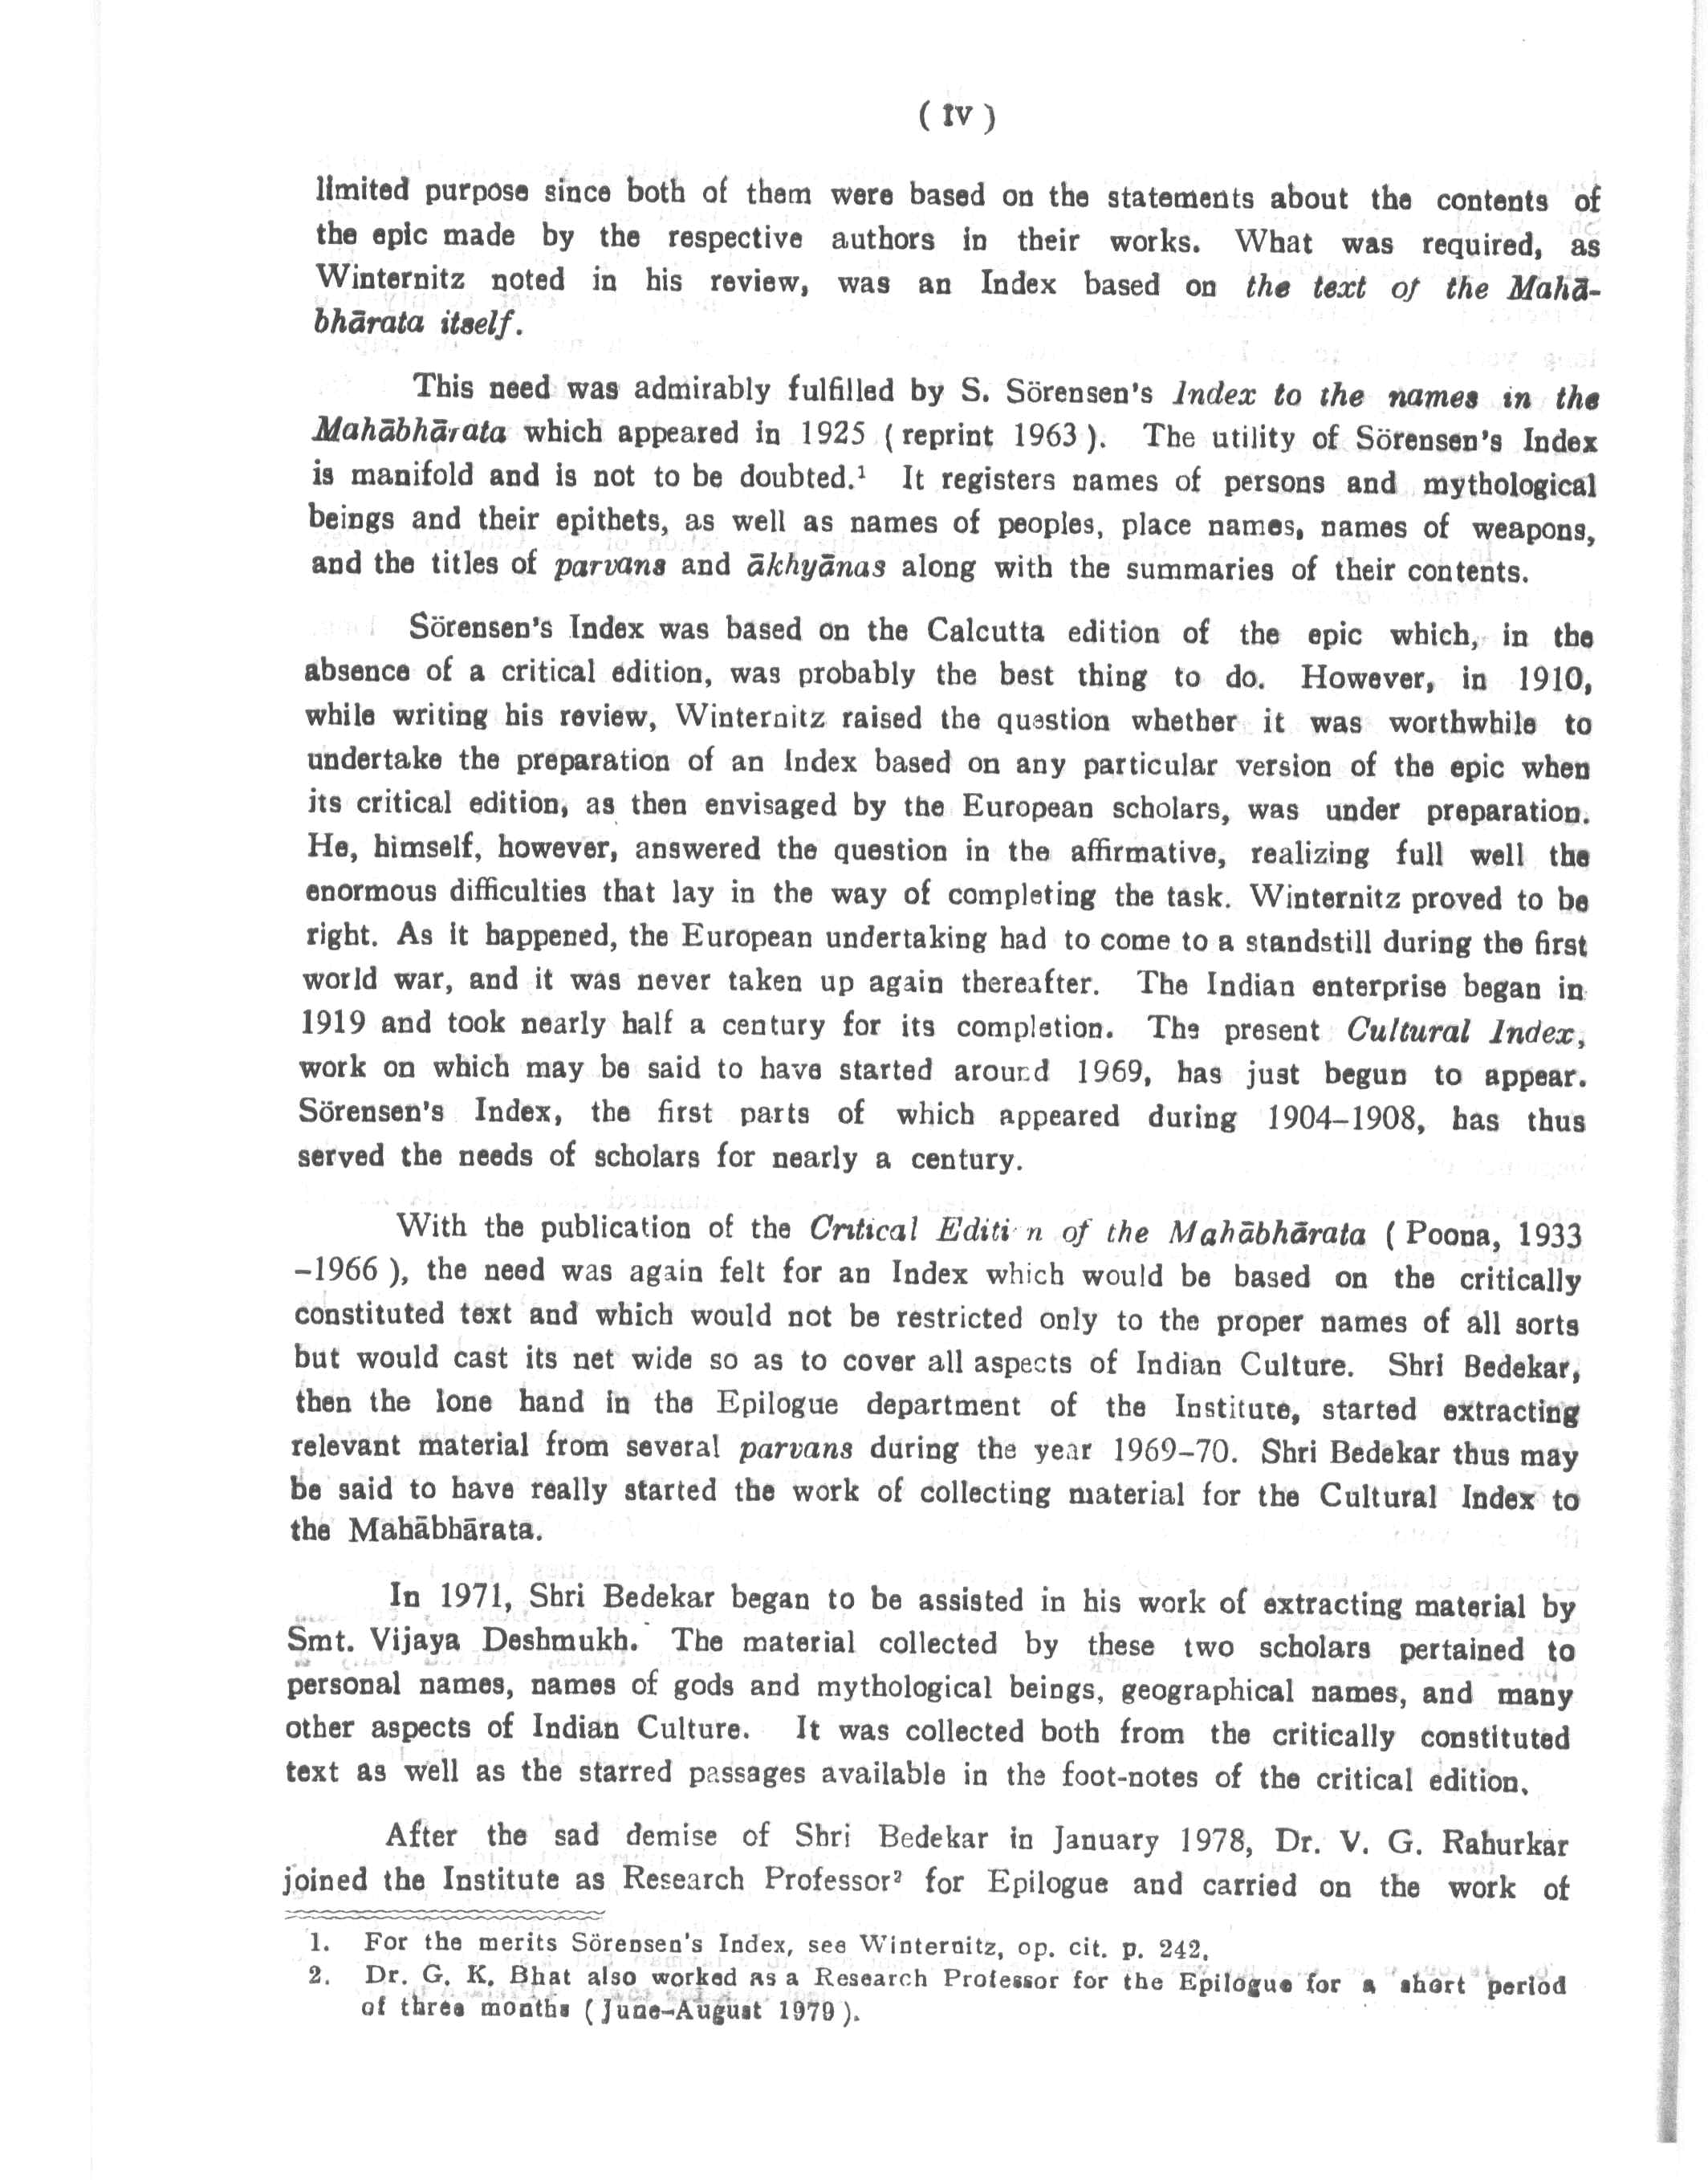 ( IV )
limited purpose since both of them were based on the statements about the contents of
the epic made by the respective authors in their works. What was required, as
Winternitz noted in his review, was an Index based on the text of the Mahā-
bhārata itself.
This need was admirably fulfilled by S. Sörensen's Index to the names in the
Mahābhārata which appeared in 1925 ( reprint 1963 ). The utility of Sörensen's Index
is manifold and is not to be doubted.¹ It registers names of persons and mythological
beings and their epithets, as well as names of peoples, place names, names of weapons,
and the titles of parvans and ākhyānas along with the summaries of their contents.
Sörensen's Index was based on the Calcutta edition of the epic which, in the
absence of a critical edition, was probably the best thing to do. However, in 1910,
while writing his review, Winternitz raised the question whether it was worthwhile to
undertake the preparation of an Index based on any particular version of the epic when
its critical edition, as then envisaged by the European scholars, was under preparation.
He, himself, however, answered the question in the affirmative, realizing full well the
enormous difficulties that lay in the way of completing the task. Winternitz proved to be
right. As it happened, the European undertaking had to come to a standstill during the first
world war, and it was never taken up again thereafter. The Indian enterprise began in
1919 and took nearly half a century for its completion. The present Cultural Index,
work on which may be said to have started around 1969, has just begun to appear.
Sörensen's Index, the first parts of which appeared during 1904–1908, has thus
served the needs of scholars for nearly a century.
With the publication of the Critical Editi n of the Mahābhārata ( Poona, 1933
–1966 ), the need was again felt for an Index which would be based on the critically
constituted text and which would not be restricted only to the proper names of all sorts
but would cast its net wide so as to cover all aspects of Indian Culture. Shri Bedekar,
then the lone hand in the Epilogue department of the Institute, started extracting
relevant material from several parvans during the year 1969–70. Shri Bedekar thus may
be said to have really started the work of collecting material for the Cultural Index to
the Mahābhārata.
In 1971, Shri Bedekar began to be assisted in his work of extracting material by
Smt. Vijaya Deshmukh. The material collected by these two scholars pertained to
personal names, names of gods and mythological beings, geographical names, and many
other aspects of Indian Culture. It was collected both from the critically constituted
text as well as the starred passages available in the foot-notes of the critical edition.
After the sad demise of Shri Bedekar in January 1978, Dr. V. G. Rahurkar
joined the Institute as Research Professor² for Epilogue and carried on the work of
1. For the merits Sörensen's Index, see Winternitz, op. cit. p. 242.
2. Dr. G. K. Bhat also worked as a Research Professor for the Epilogue for a short period
of three months ( June–August 1979 ).